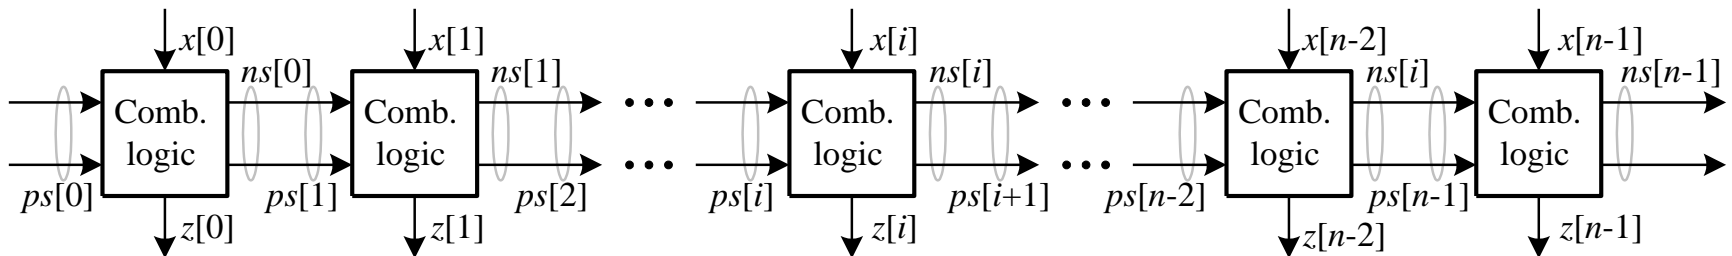 x[0] x[1] x[i] x[n-2] x[n-1]
ns[0] ns[1] ns[i] ns[i] ns[n-1]
Comb. Comb. ••• Comb. ••• Comb. Comb.
logic logic ••• logic ••• logic logic
ps[0] ps[1] ps[2] ps[i] ps[i+1] ps[n-2] ps[n-1]
z[0] z[1] z[i] z[n-2] z[n-1]